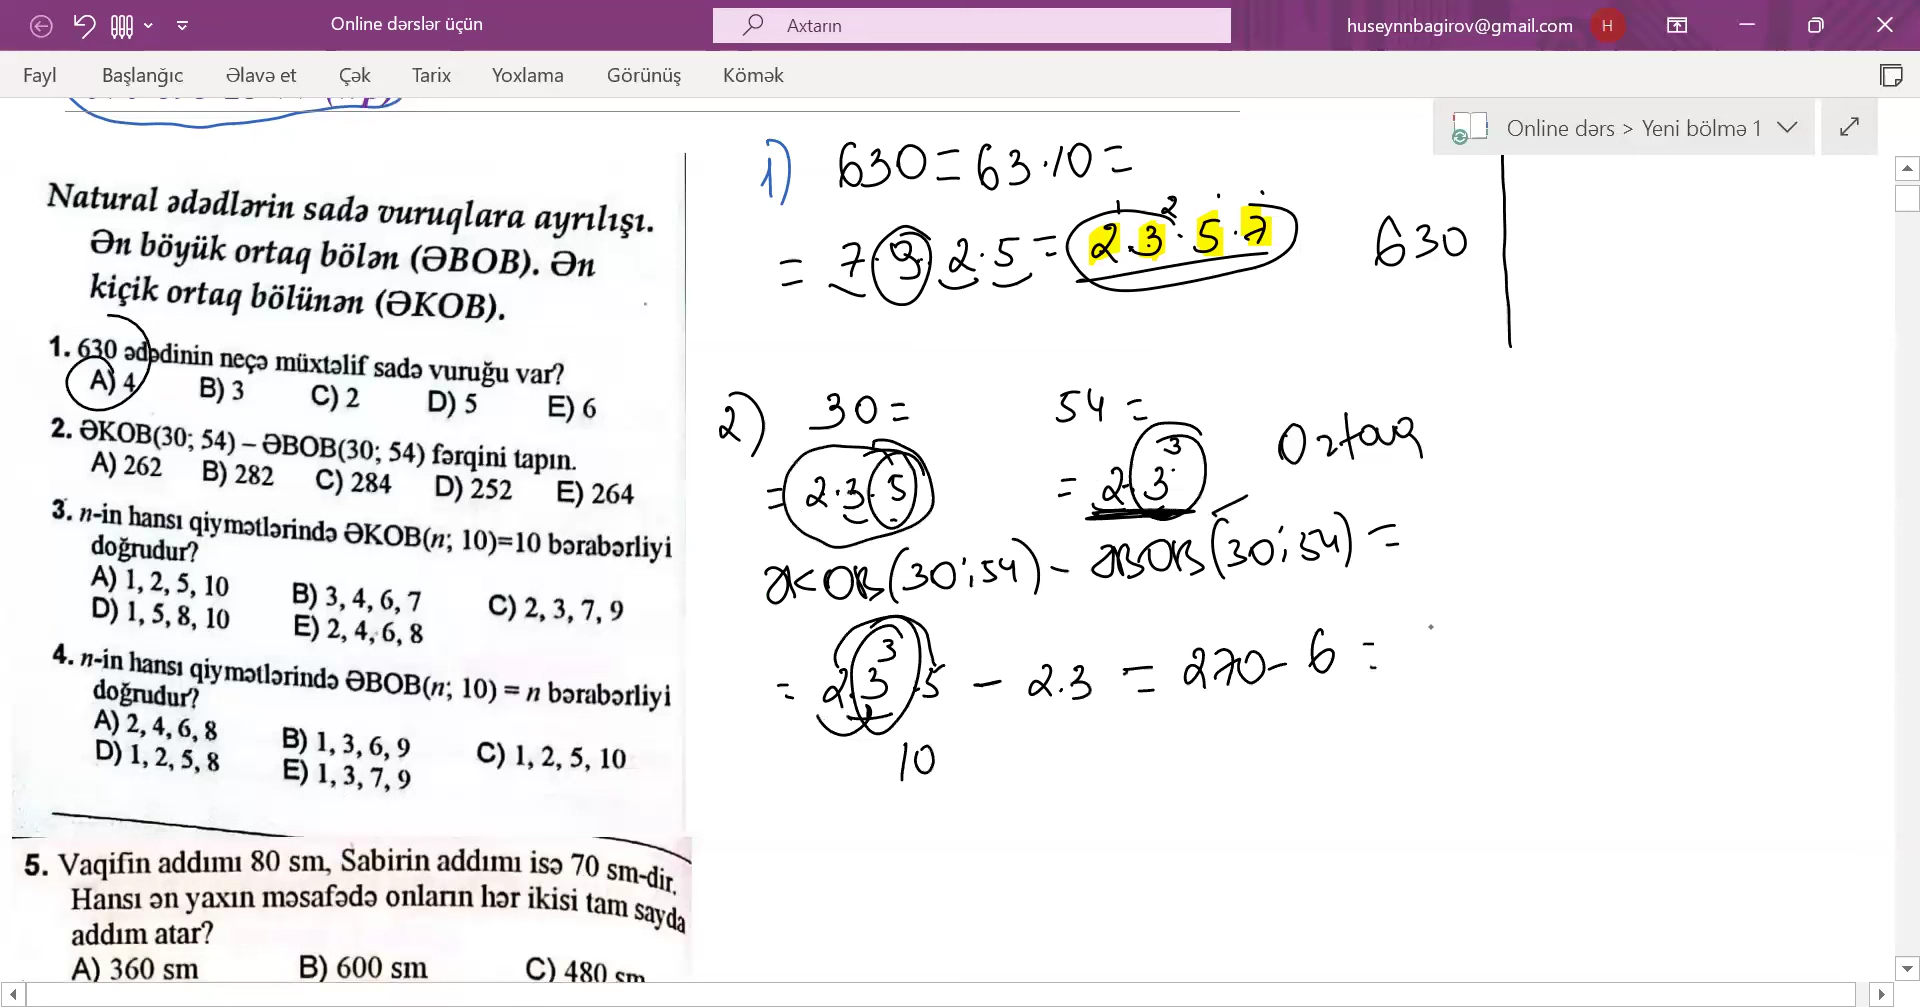 Online dərslər üçün
Axtarın
huseynnbagirov@gmail.com
H
Fayl Başlanğıc Əlavə et Çək Tarix Yoxlama Görünüş Kömək
Online dərs > Yeni bölmə 1
Natural ədədlərin sadə vuruqlara ayrılışı.
Ən böyük ortaq bölən (ƏBOB). Ən
kiçik ortaq bölünən (ƏKOB).
1. 630 ədədinin neçə müxtəlif sadə vuruğu var?
A) 4 B) 3 C) 2 D) 5 E) 6
2. ƏKOB(30; 54) – ƏBOB(30; 54) fərqini tapın.
A) 262 B) 282 C) 284 D) 252 E) 264
3. n-in hansı qiymətlərində ƏKOB(n; 10)=10 bərabərliyi
doğrudur?
A) 1, 2, 5, 10 B) 3, 4, 6, 7 C) 2, 3, 7, 9
D) 1, 5, 8, 10 E) 2, 4, 6, 8
4. n-in hansı qiymətlərində ƏBOB(n; 10) = n bərabərliyi
doğrudur?
A) 2, 4, 6, 8 B) 1, 3, 6, 9 C) 1, 2, 5, 10
D) 1, 2, 5, 8 E) 1, 3, 7, 9
5. Vaqifin addımı 80 sm, Sabirin addımı isə 70 sm-dir.
Hansı ən yaxın məsafədə onların hər ikisi tam sayda
addım atar?
A) 360 sm B) 600 sm C) 480 sm
1) 630 = 63·10 =
= 7·9·2·5 = 2·3²·5·7 630
2) 30 = 54 =
= 2·3·5 = 2·3³ Ortaq
ƏKOB(30;54) - ƏBOB(30;54) =
= 2·3³·5 - 2.3 = 270 - 6 =
10